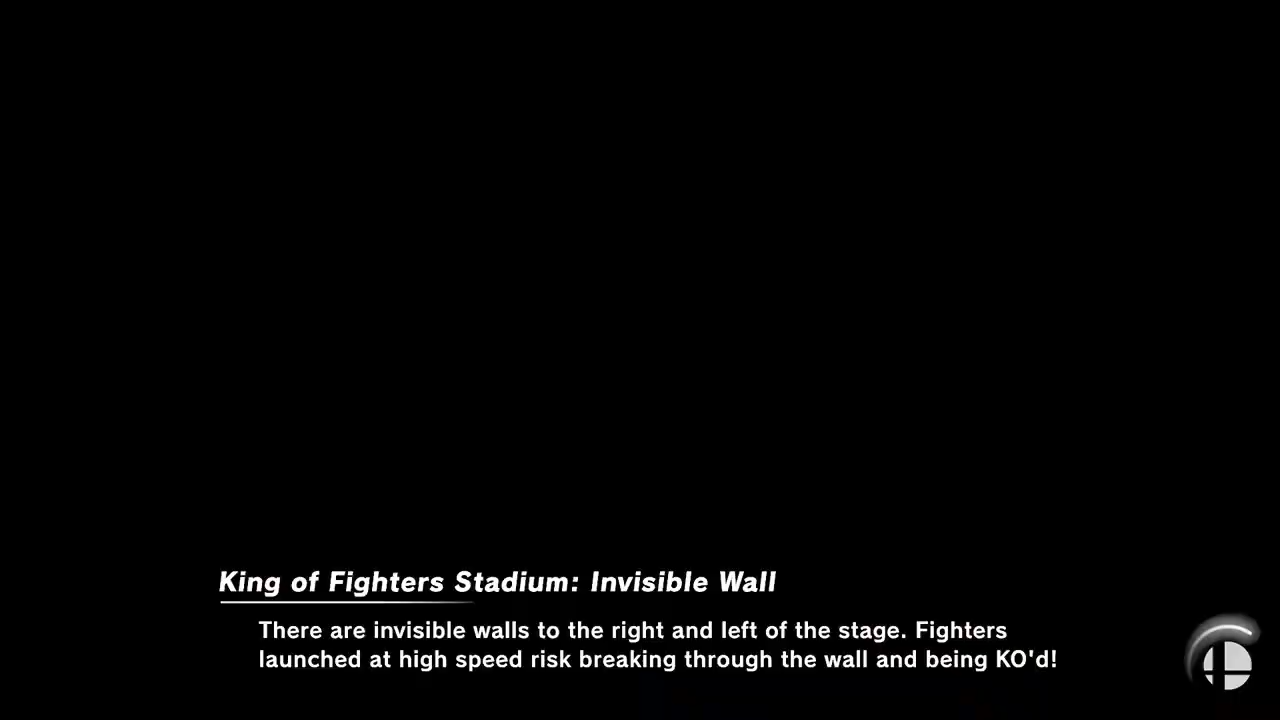 King of Fighters Stadium: Invisible Wall
There are invisible walls to the right and left of the stage. Fighters
launched at high speed risk breaking through the wall and being KO'd!